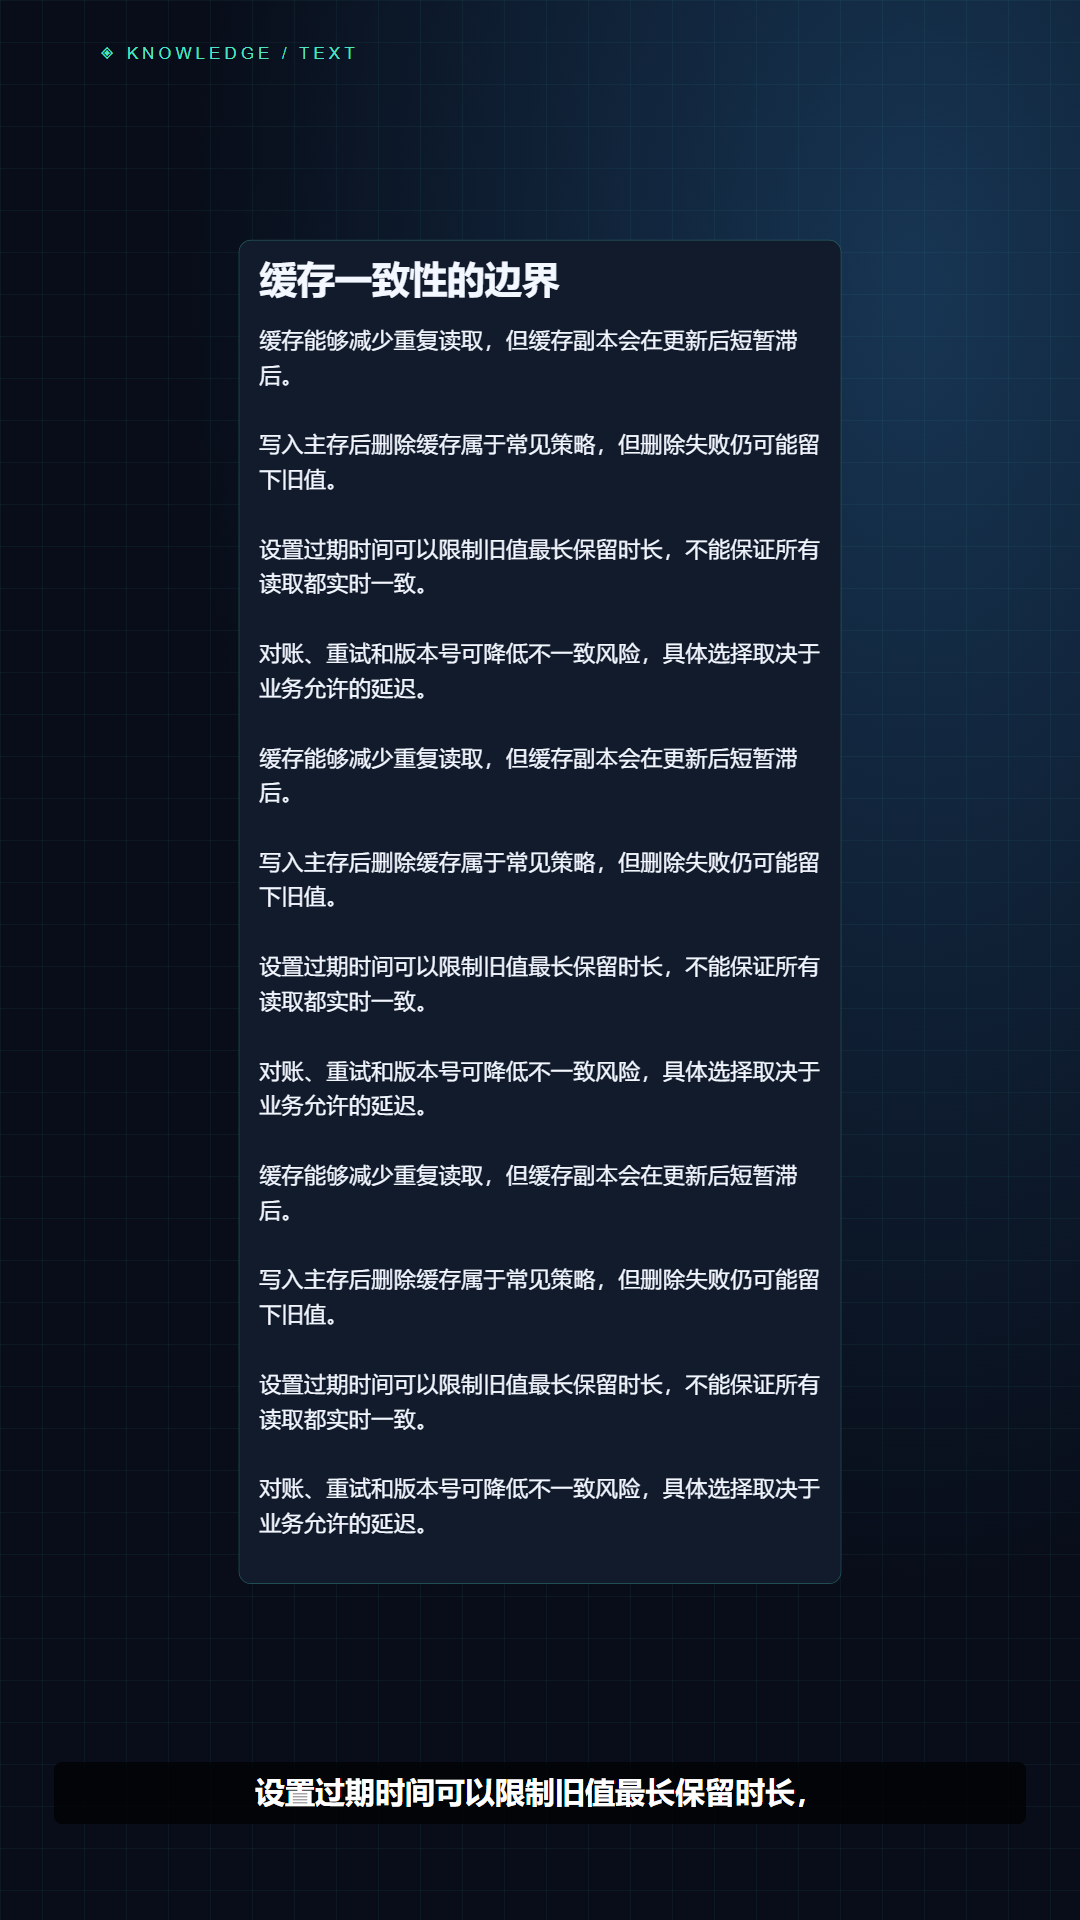 ◈ KNOWLEDGE / TEXT
缓存一致性的边界
缓存能够减少重复读取，但缓存副本会在更新后短暂滞
后。
写入主存后删除缓存属于常见策略，但删除失败仍可能留
下旧值。
设置过期时间可以限制旧值最长保留时长，不能保证所有
读取都实时一致。
对账、重试和版本号可降低不一致风险，具体选择取决于
业务允许的延迟。
缓存能够减少重复读取，但缓存副本会在更新后短暂滞
后。
写入主存后删除缓存属于常见策略，但删除失败仍可能留
下旧值。
设置过期时间可以限制旧值最长保留时长，不能保证所有
读取都实时一致。
对账、重试和版本号可降低不一致风险，具体选择取决于
业务允许的延迟。
缓存能够减少重复读取，但缓存副本会在更新后短暂滞
后。
写入主存后删除缓存属于常见策略，但删除失败仍可能留
下旧值。
设置过期时间可以限制旧值最长保留时长，不能保证所有
读取都实时一致。
对账、重试和版本号可降低不一致风险，具体选择取决于
业务允许的延迟。
设置过期时间可以限制旧值最长保留时长，